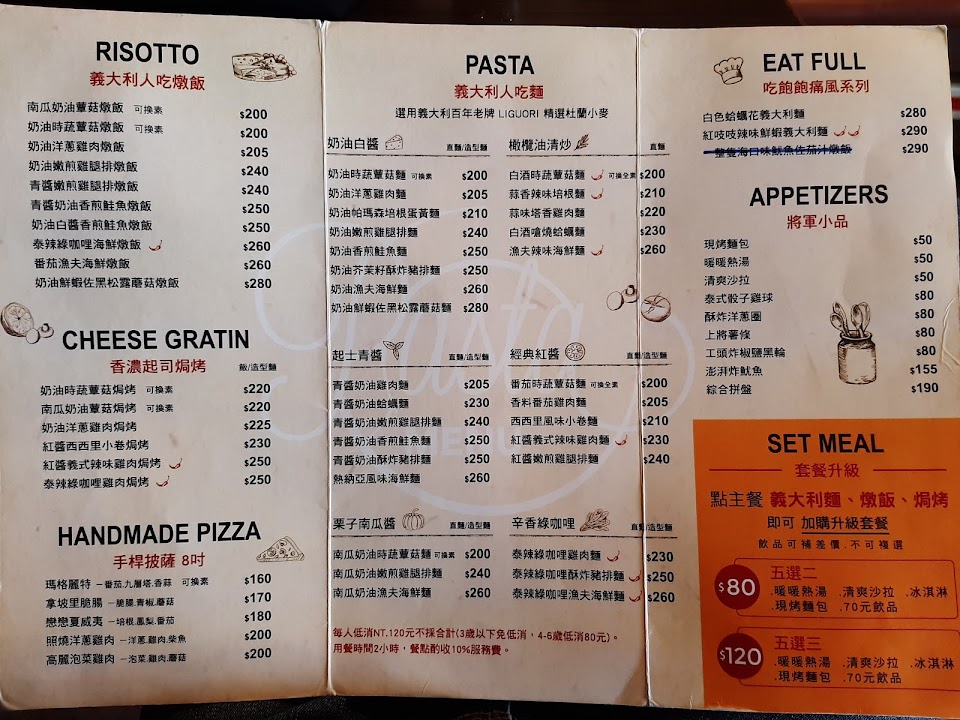 RISOTTO
義大利人吃燉飯
南瓜奶油蕈菇燉飯 可換素 $200
奶油時蔬蕈菇燉飯 可換素 $200
奶油洋蔥雞肉燉飯 $205
奶油嫩煎雞腿排燉飯 $240
青醬嫩煎雞腿排燉飯 $240
青醬奶油香煎鮭魚燉飯 $250
奶油白醬香煎鮭魚燉飯 $250
泰辣綠咖哩海鮮燉飯 $260
番茄漁夫海鮮燉飯 $260
奶油鮮蝦佐黑松露蘑菇燉飯 $280
CHEESE GRATIN
香濃起司焗烤 飯/造型麵
奶油時蔬蕈菇焗烤 可換素 $220
南瓜奶油蕈菇焗烤 可換素 $220
奶油洋蔥雞肉焗烤 $225
紅醬西西里小卷焗烤 $230
紅醬義式辣味雞肉焗烤 $250
泰辣綠咖哩雞肉焗烤 $250
HANDMADE PIZZA
手桿披薩 8吋
瑪格麗特 –番茄.九層塔.香蒜 可換素 $160
拿坡里脆腸 –脆腸.青椒.蘑菇 $170
戀戀夏威夷 –培根.鳳梨.番茄 $180
照燒洋蔥雞肉 –洋蔥.雞肉.柴魚 $200
高麗泡菜雞肉 –泡菜.雞肉.蘑菇 $200
PASTA
義大利人吃麵
選用義大利百年老牌 LIGUORI 精選杜蘭小麥
奶油白醬 直麵/造型麵
奶油時蔬蕈菇麵 可換素 $200
奶油洋蔥雞肉麵 $205
奶油帕瑪森培根蛋黃麵 $210
奶油嫩煎雞腿排麵 $240
奶油香煎鮭魚麵 $250
奶油芥茉籽酥炸豬排麵 $250
奶油漁夫海鮮麵 $260
奶油鮮蝦佐黑松露蘑菇麵 $280
橄欖油清炒 直麵
白酒時蔬蕈菇麵 可換全素 $200
蒜香辣味培根麵 $210
蒜味塔香雞肉麵 $220
白酒嗆燒蛤蠣麵 $230
漁夫辣味海鮮麵 $260
起士青醬 直麵/造型麵
青醬奶油雞肉麵 $205
青醬奶油蛤蠣麵 $230
青醬奶油嫩煎雞腿排麵 $240
青醬奶油香煎鮭魚麵 $250
青醬奶油酥炸豬排麵 $250
熱納亞風味海鮮麵 $260
經典紅醬 直麵/造型麵
番茄時蔬蕈菇麵 可換全素 $200
香料番茄雞肉麵 $205
西西里風味小卷麵 $210
紅醬義式辣味雞肉麵 $230
紅醬嫩煎雞腿排麵 $240
栗子南瓜醬 直麵/造型麵
南瓜奶油時蔬蕈菇麵 可換素 $200
南瓜奶油嫩煎雞腿排麵 $240
南瓜奶油漁夫海鮮麵 $260
辛香綠咖哩 直麵/造型麵
泰辣綠咖哩雞肉麵 $230
泰辣綠咖哩酥炸豬排麵 $250
泰辣綠咖哩漁夫海鮮麵 $260
每人低消NT.120元不採合計(3歲以下免低消，4-6歲低消80元)。
用餐時間2小時，餐點酌收10%服務費。
Pasta
MENU
EAT FULL
吃飽飽痛風系列
白色蛤蠣花義大利麵 $280
紅吱吱辣味鮮蝦義大利麵 $290
一整隻海口味魷魚佐茄汁燉飯 $290
APPETIZERS
將軍小品
現烤麵包 $50
暖暖熱湯 $50
清爽沙拉 $50
泰式骰子雞球 $80
酥炸洋蔥圈 $80
上將薯條 $80
工頭炸椒鹽黑輪 $80
澎湃炸魷魚 $155
綜合拼盤 $190
SET MEAL
套餐升級
點主餐 義大利麵、燉飯、焗烤
即可 加購升級套餐
飲品可補差價.不可複選
$80 五選二
.暖暖熱湯 .清爽沙拉 .冰淇淋
.現烤麵包 .70元飲品
$120 五選三
.暖暖熱湯 .清爽沙拉 .冰淇淋
.現烤麵包 .70元飲品